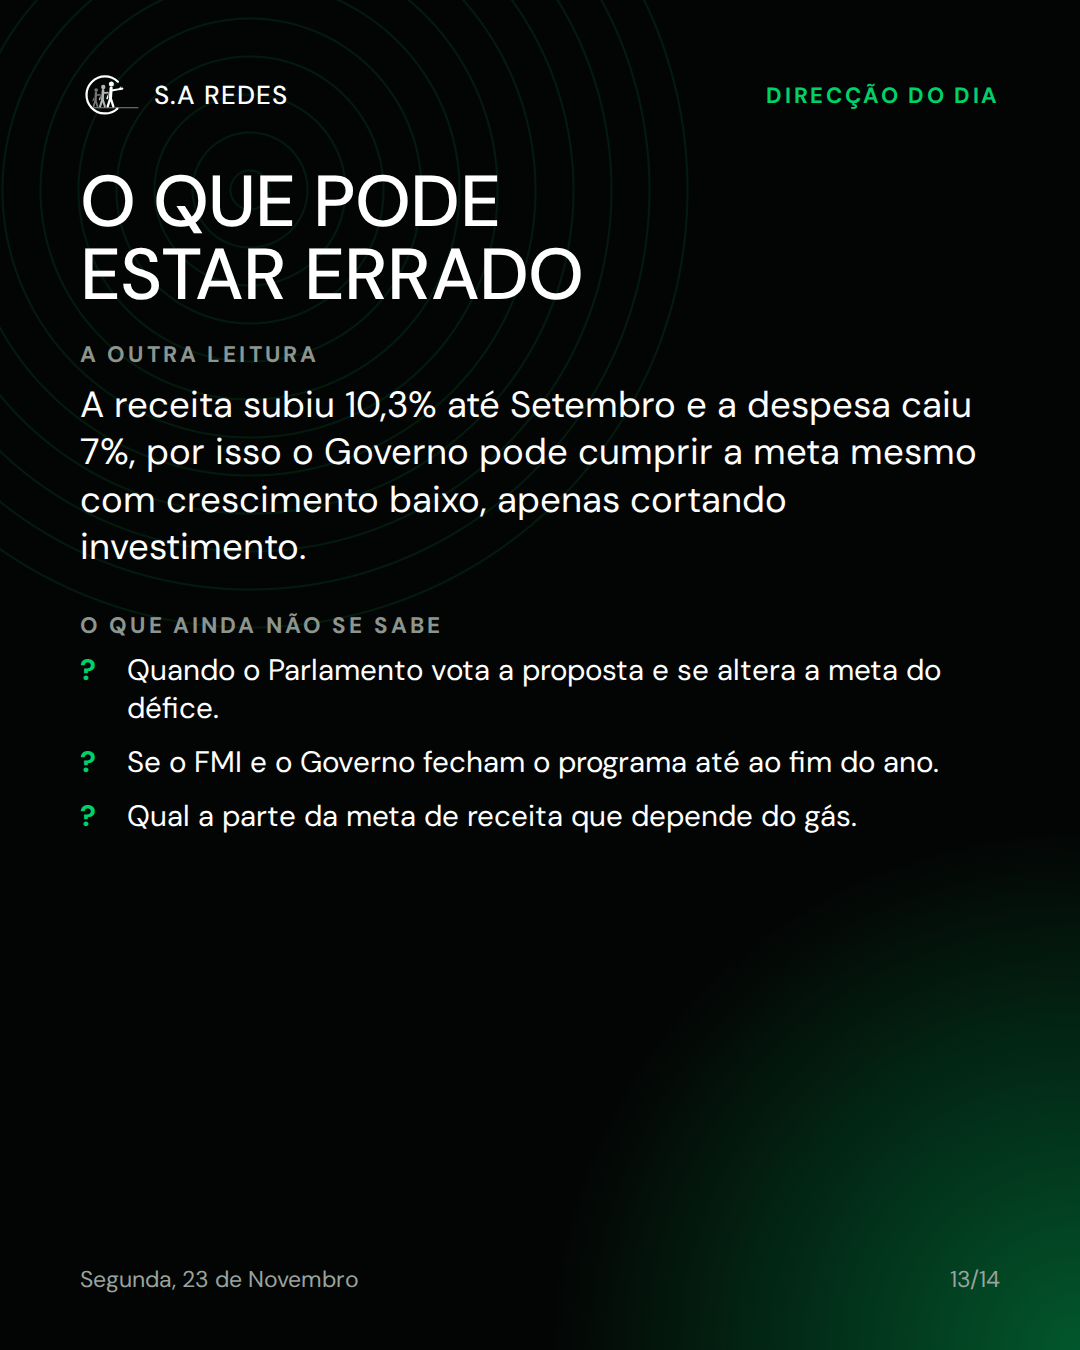 S.A REDES
DIRECÇÃO DO DIA
O QUE PODE
ESTAR ERRADO
A OUTRA LEITURA
A receita subiu 10,3% até Setembro e a despesa caiu
7%, por isso o Governo pode cumprir a meta mesmo
com crescimento baixo, apenas cortando
investimento.
O QUE AINDA NÃO SE SABE
? Quando o Parlamento vota a proposta e se altera a meta do
défice.
? Se o FMI e o Governo fecham o programa até ao fim do ano.
? Qual a parte da meta de receita que depende do gás.
Segunda, 23 de Novembro
13/14